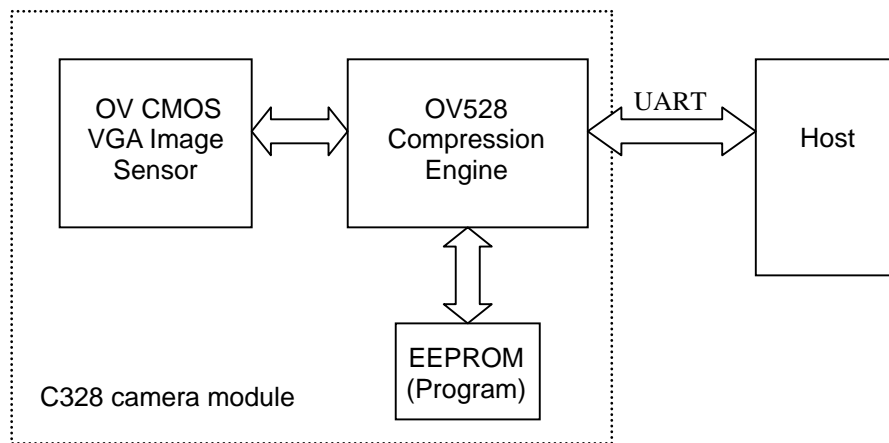 OV CMOS
VGA Image
Sensor
OV528
Compression
Engine
UART
Host
EEPROM
(Program)
C328 camera module